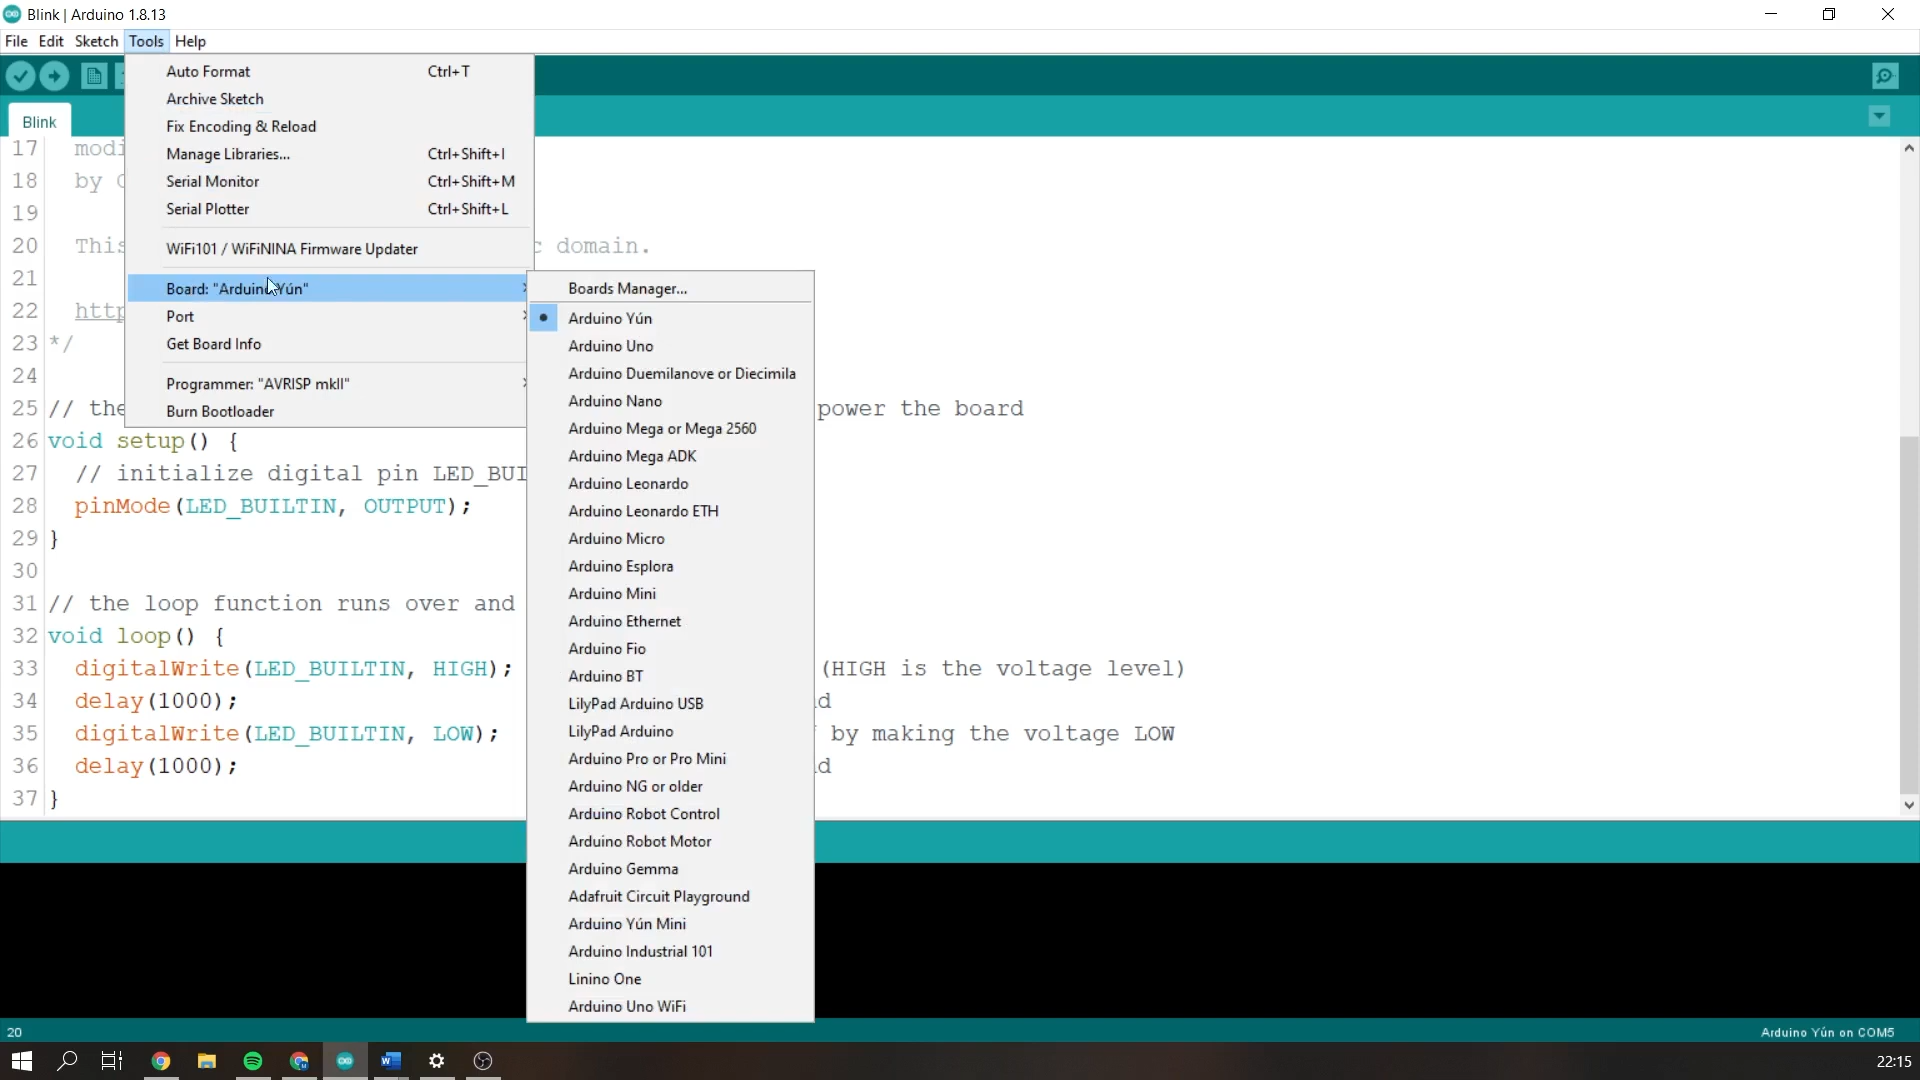 Blink | Arduino 1.8.13
File Edit Sketch Tools Help
Auto Format Ctrl+T
Archive Sketch
Fix Encoding & Reload
Manage Libraries... Ctrl+Shift+I
Serial Monitor Ctrl+Shift+M
Serial Plotter Ctrl+Shift+L
WiFi101 / WiFiNINA Firmware Updater
Board: "Arduino Yún"
Port
Get Board Info
Programmer: "AVRISP mkII"
Burn Bootloader
Boards Manager...
Arduino Yún
Arduino Uno
Arduino Duemilanove or Diecimila
Arduino Nano
Arduino Mega or Mega 2560
Arduino Mega ADK
Arduino Leonardo
Arduino Leonardo ETH
Arduino Micro
Arduino Esplora
Arduino Mini
Arduino Ethernet
Arduino Fio
Arduino BT
LilyPad Arduino USB
LilyPad Arduino
Arduino Pro or Pro Mini
Arduino NG or older
Arduino Robot Control
Arduino Robot Motor
Arduino Gemma
Adafruit Circuit Playground
Arduino Yún Mini
Arduino Industrial 101
Linino One
Arduino Uno WiFi
Blink
17 modi
18 by
19
20 This domain.
21
22 http
23 */
24
25 // the power the board
26 void setup() {
27 // initialize digital pin LED_BUI
28 pinMode(LED_BUILTIN, OUTPUT);
29 }
30
31 // the loop function runs over and
32 void loop() {
33 digitalWrite(LED_BUILTIN, HIGH); (HIGH is the voltage level)
34 delay(1000); d
35 digitalWrite(LED_BUILTIN, LOW); by making the voltage LOW
36 delay(1000); d
37 }
20 Arduino Yún on COM5
22:15